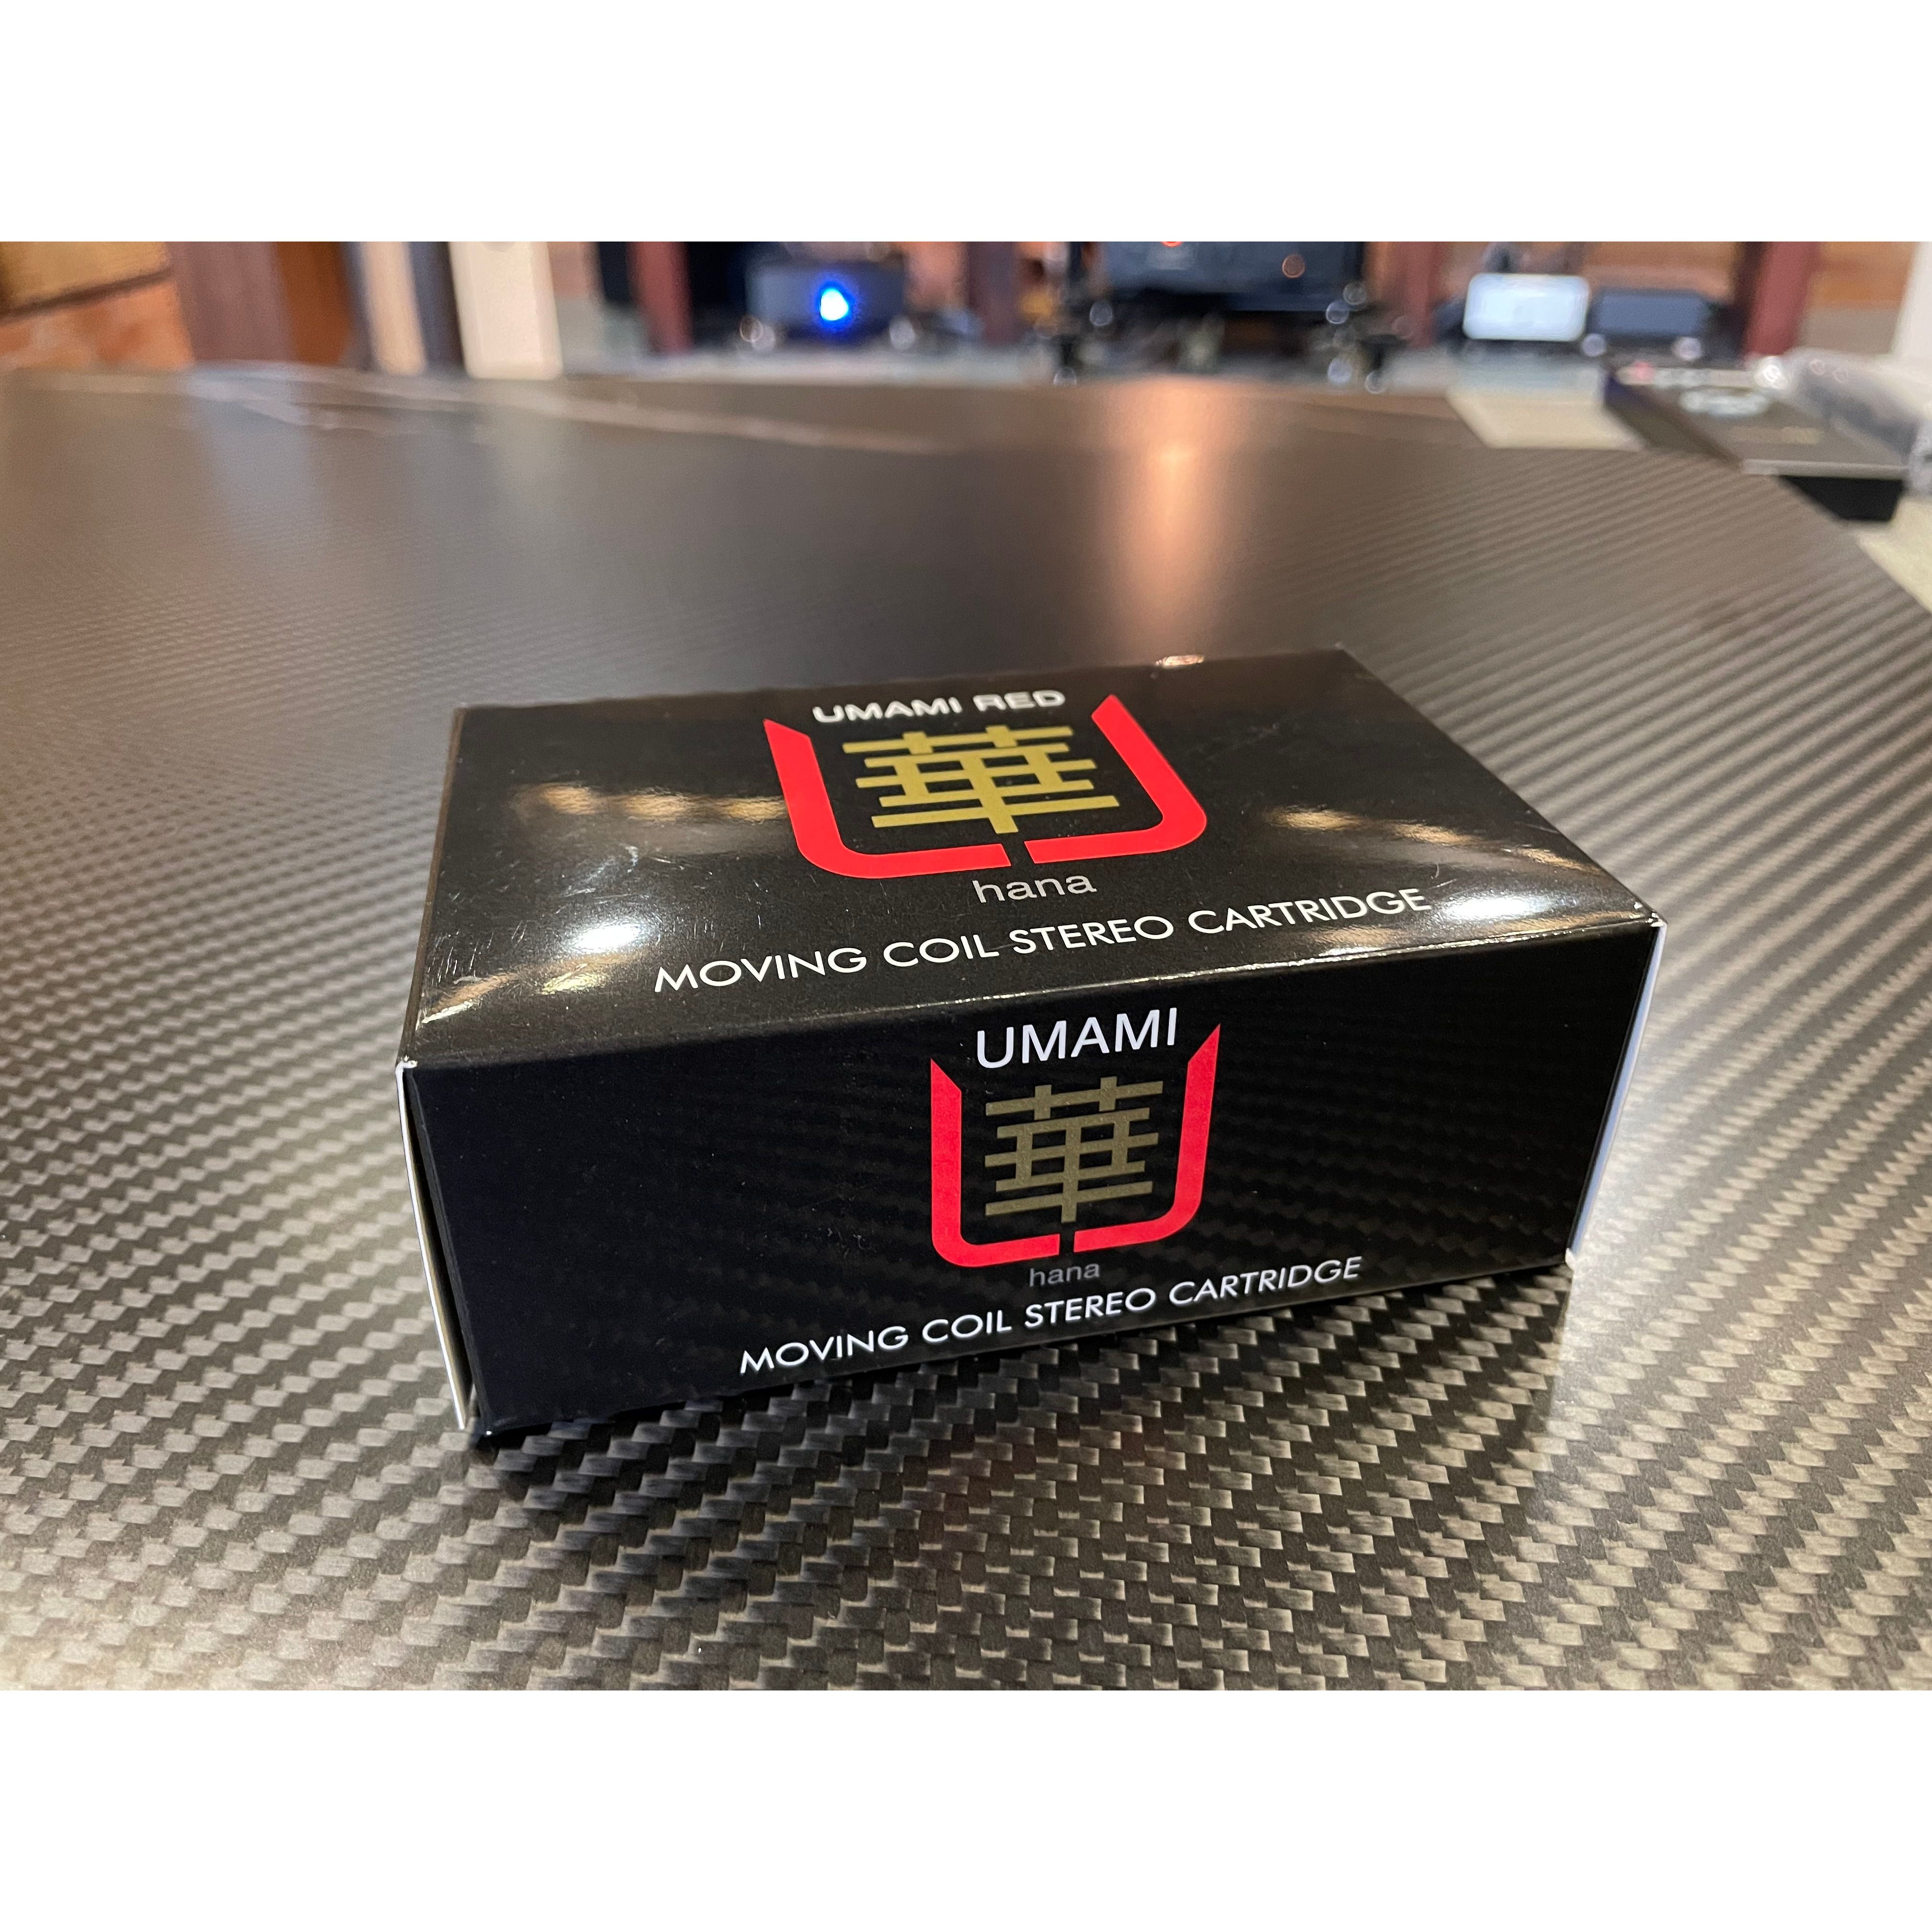 UMAMI RED
華
hana
MOVING COIL STEREO CARTRIDGE
UMAMI
華
hana
MOVING COIL STEREO CARTRIDGE